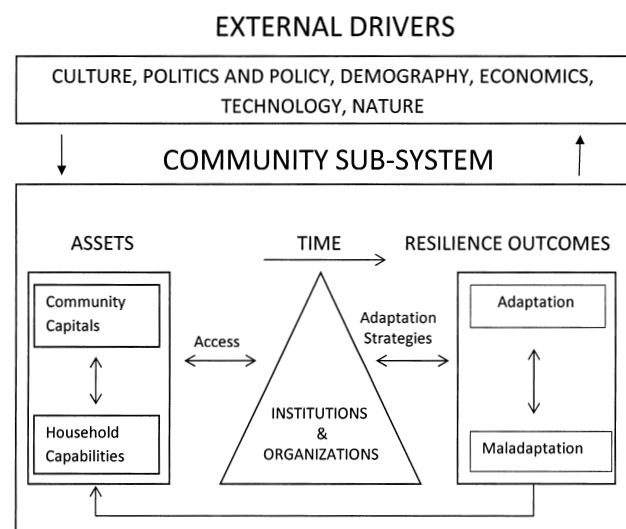 EXTERNAL DRIVERS
CULTURE, POLITICS AND POLICY, DEMOGRAPHY, ECONOMICS,
TECHNOLOGY, NATURE
COMMUNITY SUB-SYSTEM
ASSETS
TIME
RESILIENCE OUTCOMES
Community
Capitals
Access
Adaptation
Strategies
Adaptation
INSTITUTIONS
&
ORGANIZATIONS
Household
Capabilities
Maladaptation